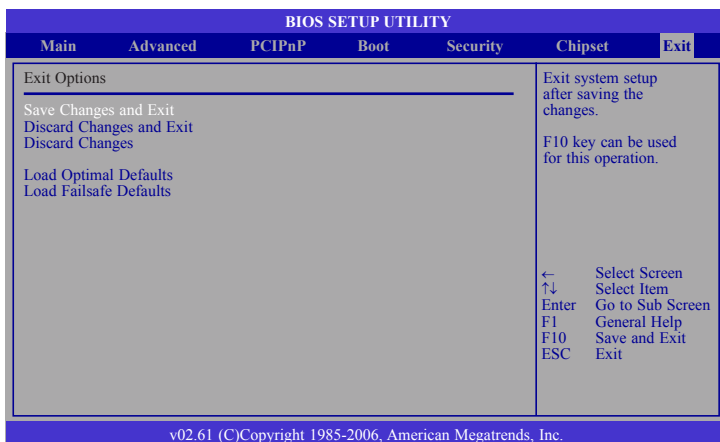 BIOS SETUP UTILITY
Main Advanced PCIPnP Boot Security Chipset Exit
Exit Options
Save Changes and Exit
Discard Changes and Exit
Discard Changes
Load Optimal Defaults
Load Failsafe Defaults
Exit system setup
after saving the
changes.
F10 key can be used
for this operation.
← Select Screen
↑↓ Select Item
Enter Go to Sub Screen
F1 General Help
F10 Save and Exit
ESC Exit
v02.61 (C)Copyright 1985-2006, American Megatrends, Inc.